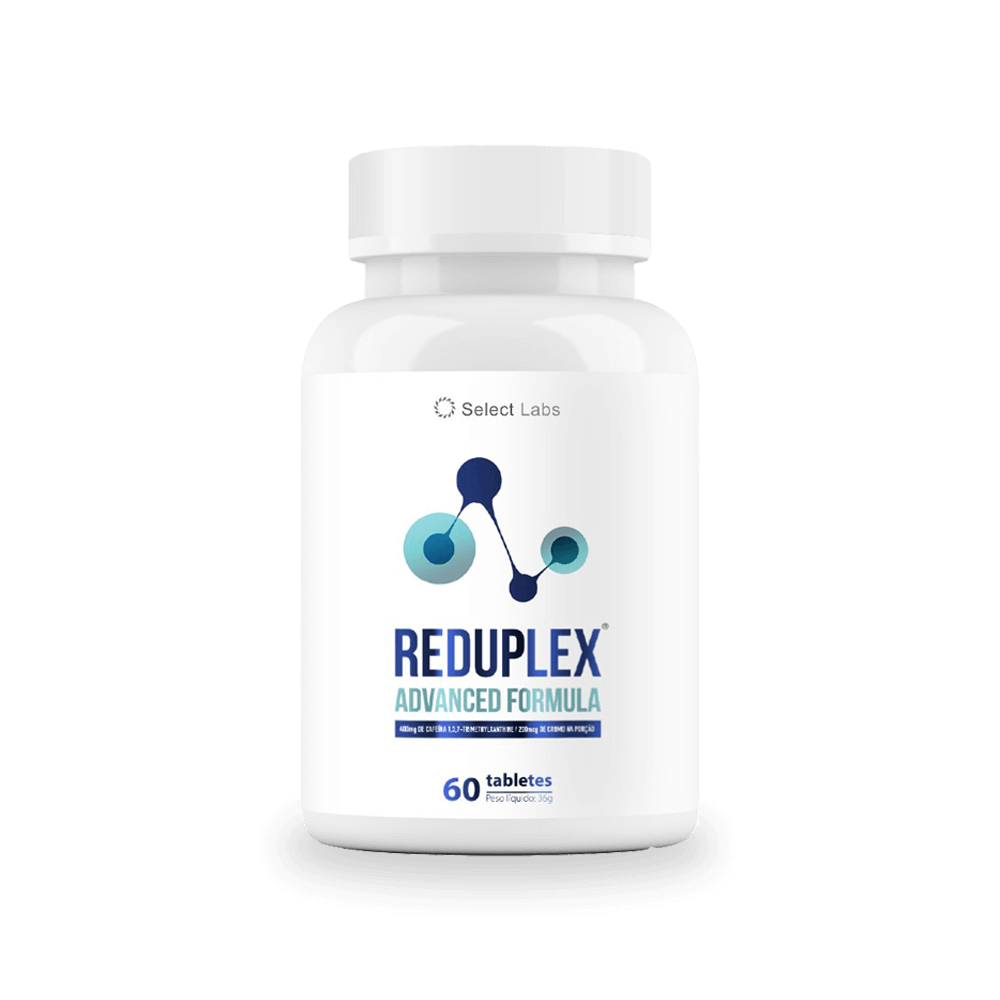 Select Labs
REDUPLEX®
ADVANCED FORMULA
400mg DE CAFEÍNA 1,3,7-TRIMETHYLXANTHINE / 200mcg DE CROMO NA PORÇÃO
60 tabletes
Peso líquido: 36g